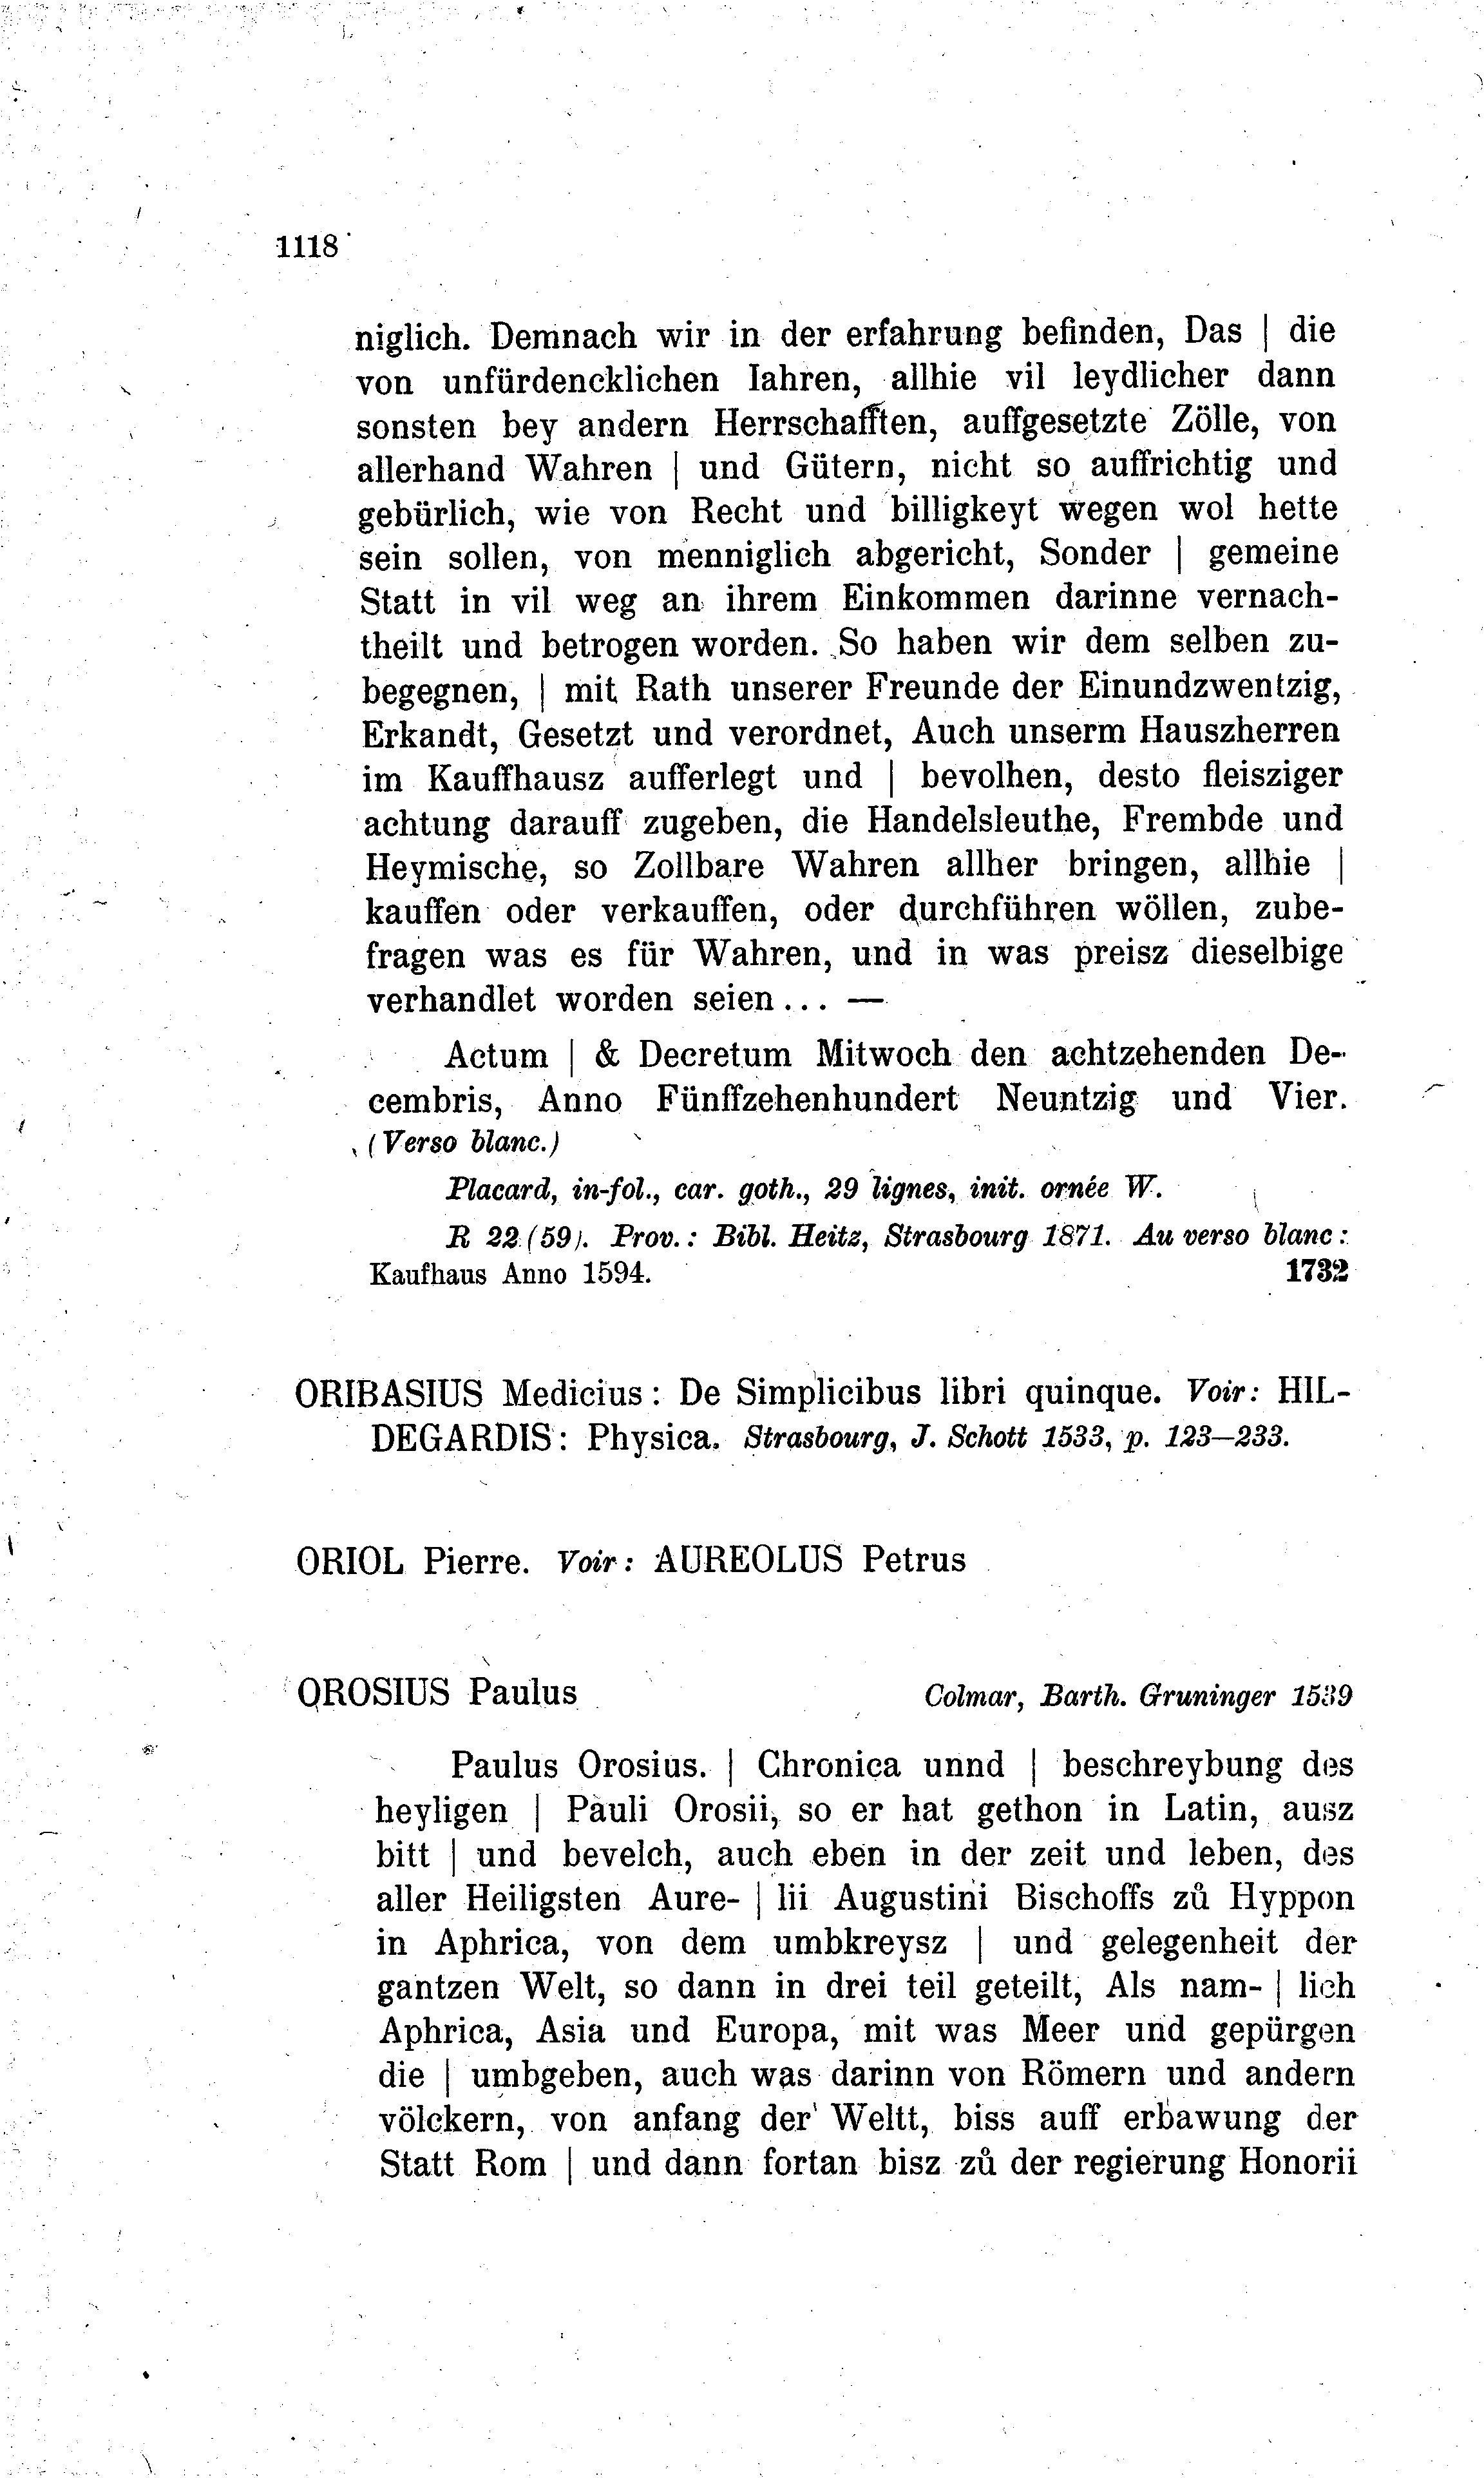 1118
niglich. Demnach wir in der erfahrung befinden, Das | die
von unfürdencklichen Iahren, allhie vil leydlicher dann
sonsten bey andern Herrschafften, auffgesetzte Zölle, von
allerhand Wahren | und Gütern, nicht so auffrichtig und
gebürlich, wie von Recht und billigkeyt wegen wol hette
sein sollen, von menniglich abgericht, Sonder | gemeine
Statt in vil weg an ihrem Einkommen darinne vernach-
theilt und betrogen worden. So haben wir dem selben zu-
begegnen, | mit Rath unserer Freunde der Einundzwentzig,
Erkandt, Gesetzt und verordnet, Auch unserm Hauszherren
im Kauffhausz aufferlegt und | bevolhen, desto fleisziger
achtung darauff zugeben, die Handelsleuthe, Frembde und
Heymische, so Zollbare Wahren allher bringen, allhie |
kauffen oder verkauffen, oder durchführen wöllen, zube-
fragen was es für Wahren, und in was preisz dieselbige
verhandlet worden seien... —
Actum | & Decretum Mitwoch den achtzehenden De-
cembris, Anno Fünffzehenhundert Neuntzig und Vier.
(Verso blanc.)
Placard, in-fol., car. goth., 29 lignes, init. ornée W.
R 22 (59). Prov.: Bibl. Heitz, Strasbourg 1871. Au verso blanc:
Kaufhaus Anno 1594. 1732
ORIBASIUS Medicius: De Simplicibus libri quinque. Voir: HIL-
DEGARDIS: Physica. Strasbourg, J. Schott 1533, p. 123—233.
ORIOL Pierre. Voir: AUREOLUS Petrus
OROSIUS Paulus Colmar, Barth. Gruninger 1539
Paulus Orosius. | Chronica unnd | beschreybung des
heyligen | Pauli Orosii, so er hat gethon in Latin, ausz
bitt | und bevelch, auch eben in der zeit und leben, des
aller Heiligsten Aure- | lii Augustini Bischoffs zů Hyppon
in Aphrica, von dem umbkreysz | und gelegenheit der
gantzen Welt, so dann in drei teil geteilt, Als nam- | lich
Aphrica, Asia und Europa, mit was Meer und gepürgen
die | umbgeben, auch was darinn von Römern und andern
völckern, von anfang der Weltt, biss auff erbawung der
Statt Rom | und dann fortan bisz zů der regierung Honorii